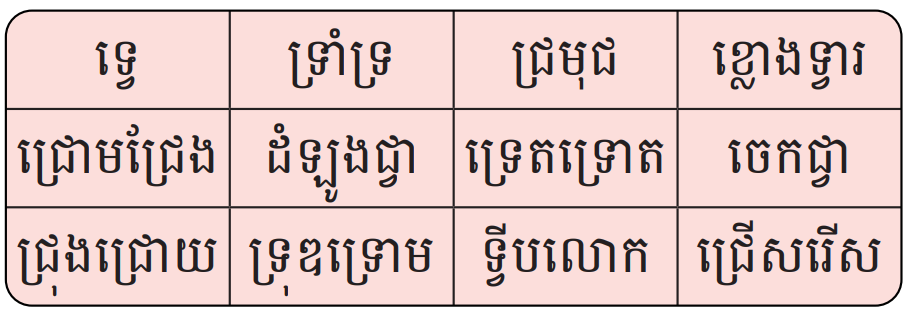 ទ្វេ ទ្រាំទ្រ ជ្រមុជ ខ្លោងទ្វារ
ជ្រោមជ្រែង ដំឡូងជ្វា ទ្រេតទ្រោត ចេកជ្វា
ជ្រុងជ្រោយ ទ្រុឌទ្រោម ទ្វីបលោក ជ្រើសរើស